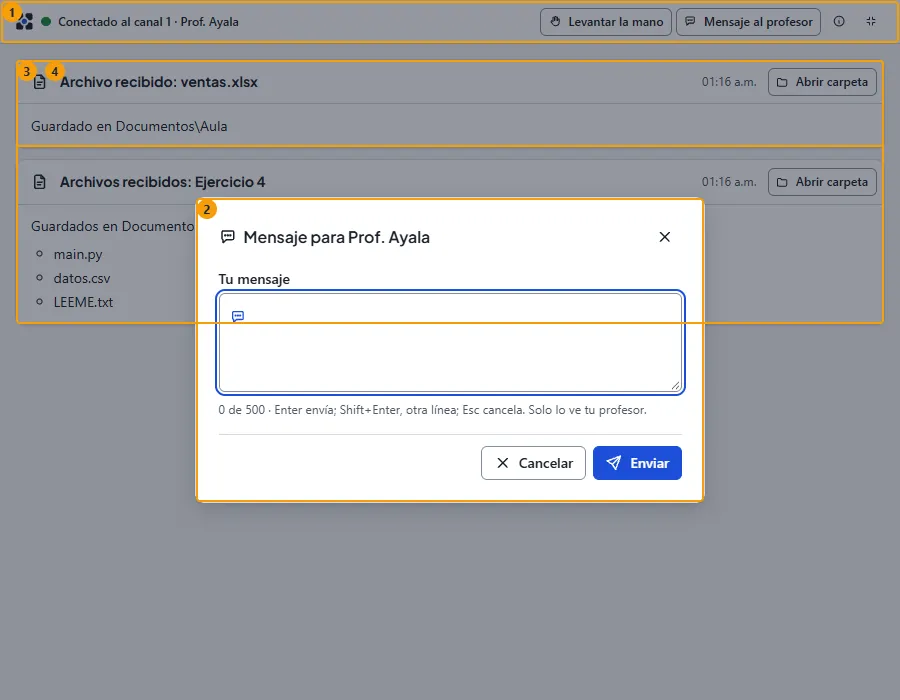 1
Conectado al canal 1 · Prof. Ayala
Levantar la mano
Mensaje al profesor
3
4
Archivo recibido: ventas.xlsx
01:16 a.m.
Abrir carpeta
Guardado en Documentos\Aula
Archivos recibidos: Ejercicio 4
01:16 a.m.
Abrir carpeta
Guardados en Documento
main.py
datos.csv
LEEME.txt
2
Mensaje para Prof. Ayala
Tu mensaje
0 de 500 · Enter envía; Shift+Enter, otra línea; Esc cancela. Solo lo ve tu profesor.
Cancelar
Enviar